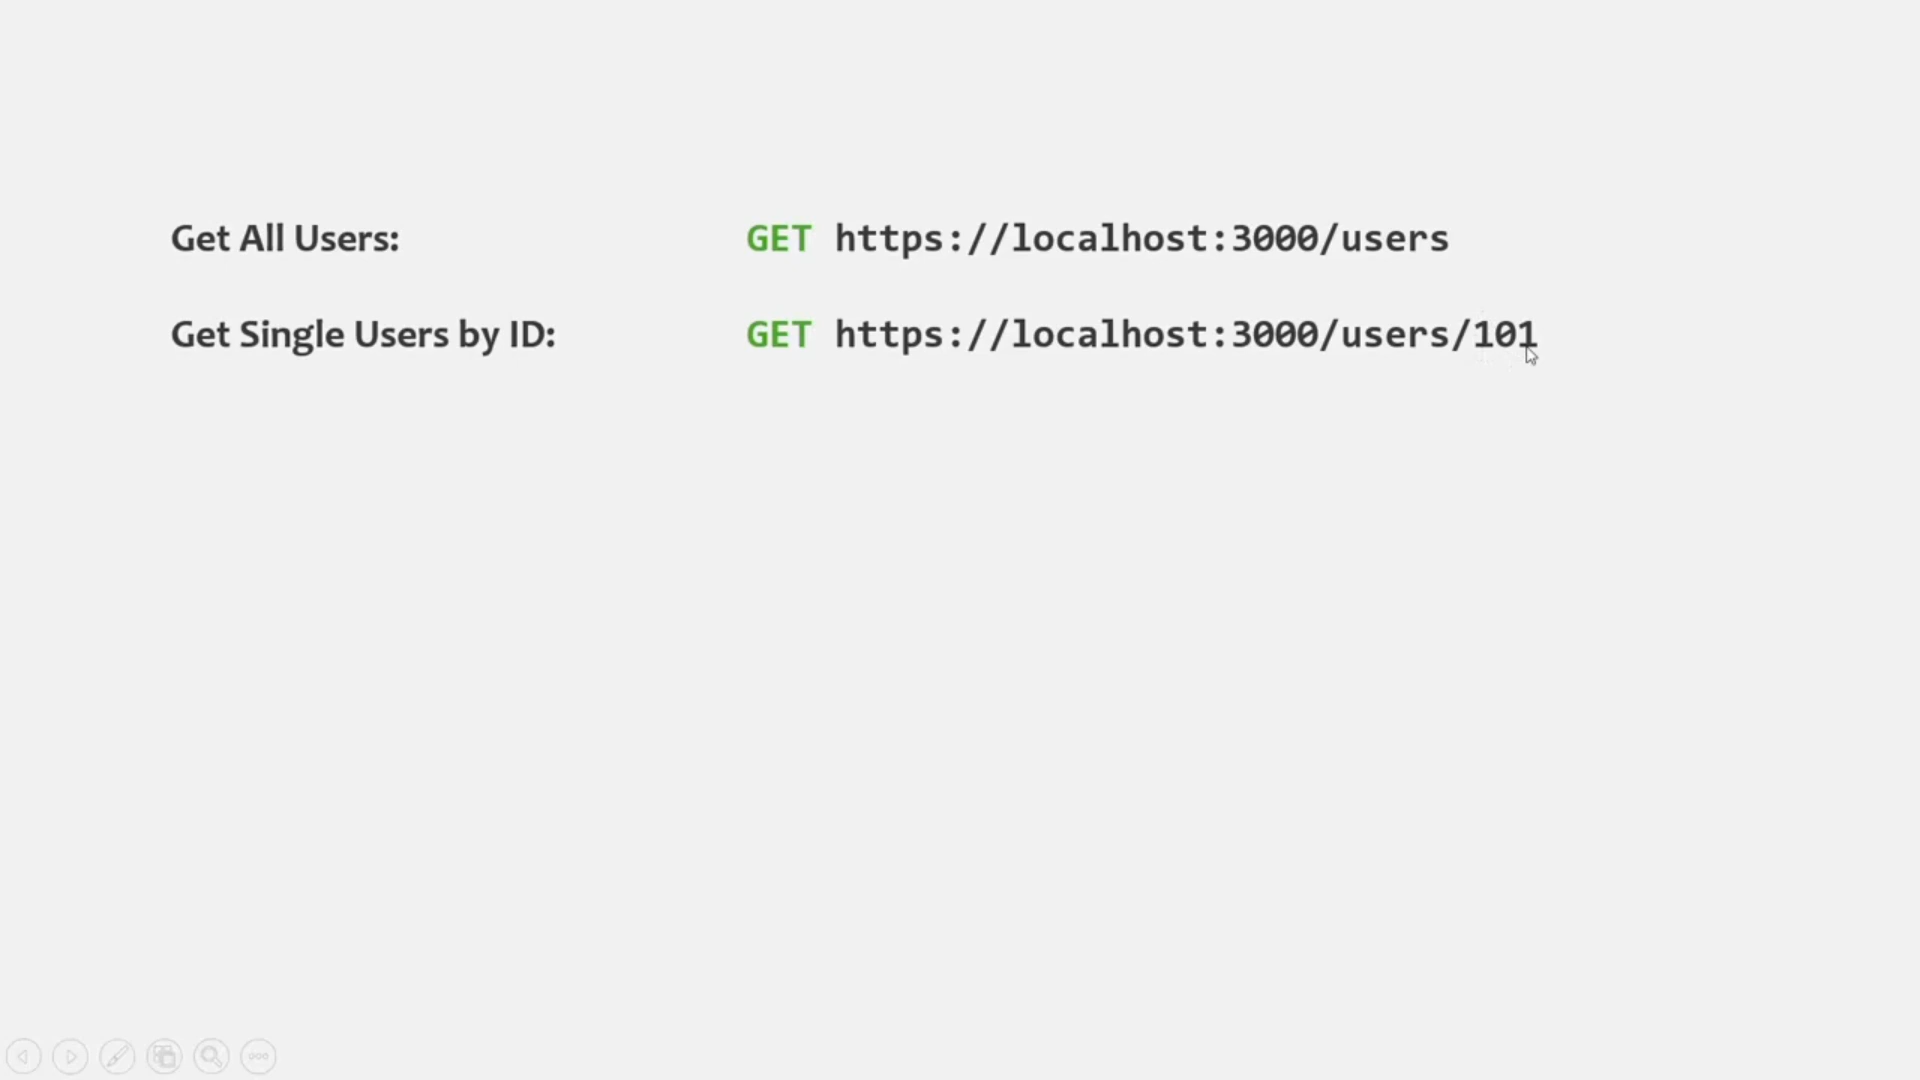 Get All Users: GET https://localhost:3000/users
Get Single Users by ID: GET https://localhost:3000/users/101